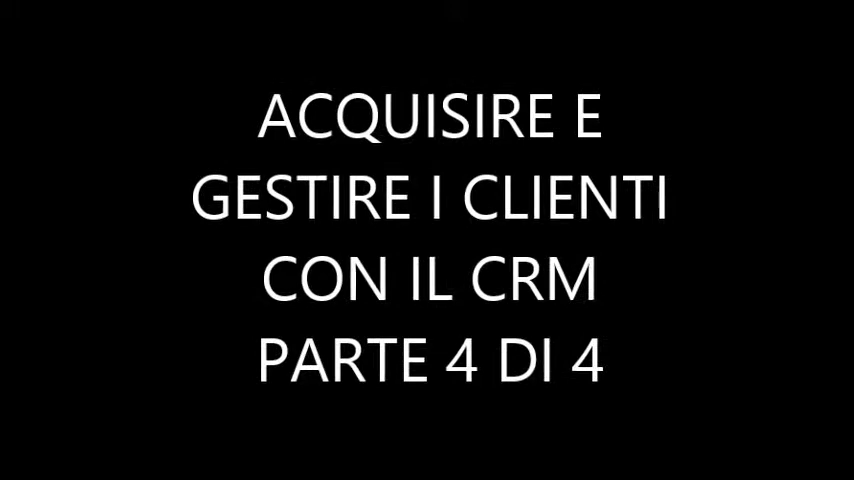 ACQUISIRE E
GESTIRE I CLIENTI
CON IL CRM
PARTE 4 DI 4